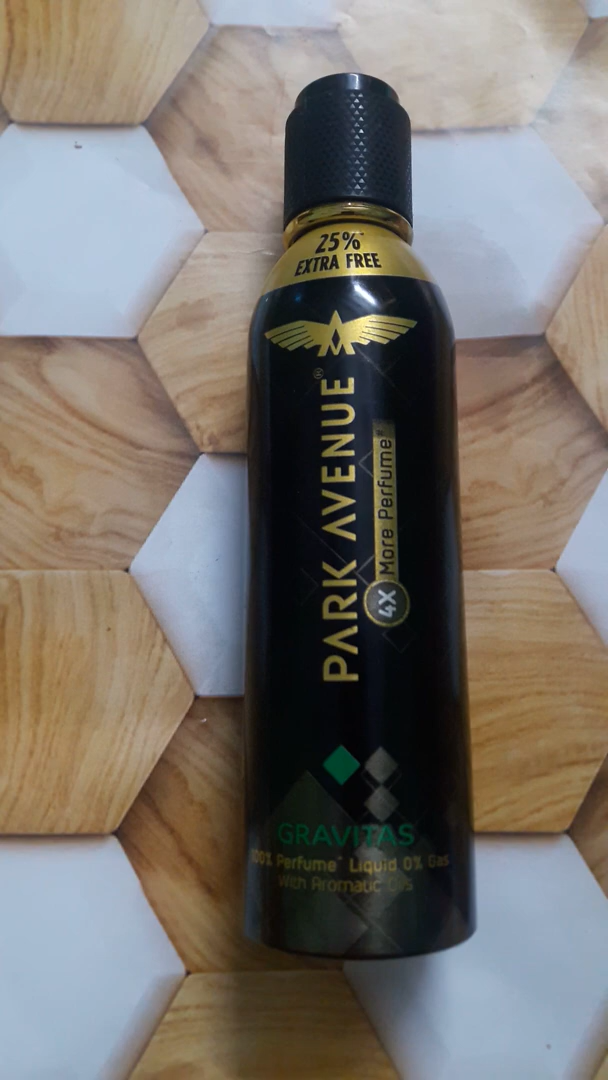 25%
EXTRA FREE
PARK AVENUE®
4X More Perfume*
GRAVITAS
100% Perfume* Liquid 0% Gas
With Aromatic Oils